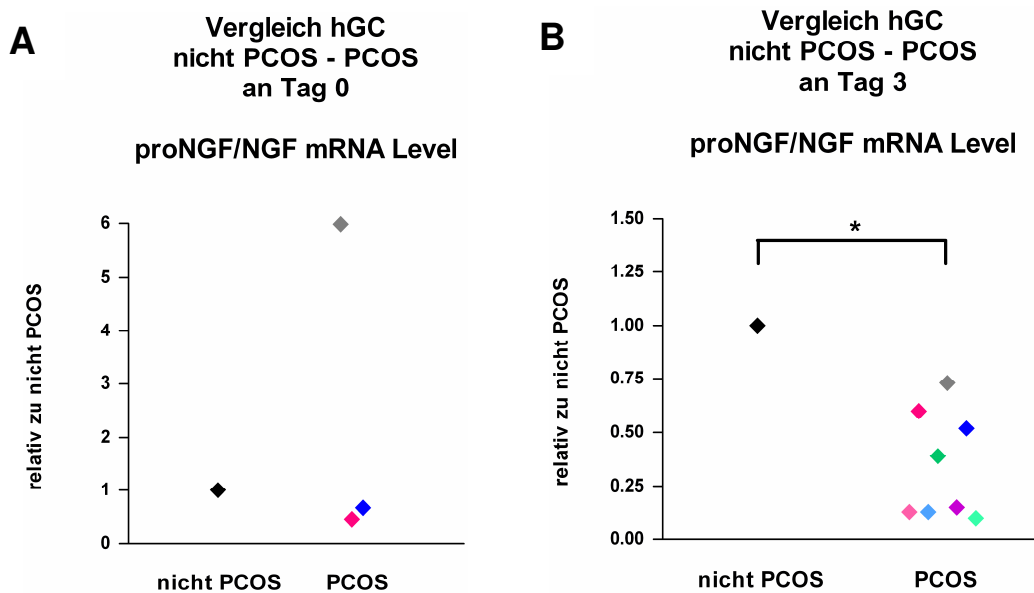 A
Vergleich hGC
nicht PCOS - PCOS
an Tag 0
proNGF/NGF mRNA Level
relativ zu nicht PCOS
6
5
4
3
2
1
0
nicht PCOS
PCOS
B
Vergleich hGC
nicht PCOS - PCOS
an Tag 3
proNGF/NGF mRNA Level
relativ zu nicht PCOS
1.50
1.25
1.00
0.75
0.50
0.25
0.00
*
nicht PCOS
PCOS